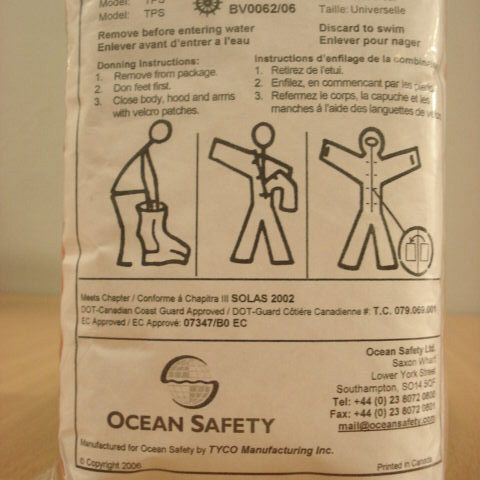 Model: TPS
Model: TPS
BV0062/06
Taille: Universelle
Remove before entering water
Enlever avant d'entrer a l'eau
Discard to swim
Enlever pour nager
Donning Instructions:
1. Remove from package.
2. Don feet first.
3. Close body, hood and arms
with velcro patches.
Instructions d'enfilage de la
1. Retirez de l'etui.
2. Enfilez, en commencant par les
3. Refermez le corps, la capuche et les
manches á l'aide des languettes de
Meets Chapter / Conforme á Chapitra III SOLAS 2002
DOT-Canadian Coast Guard Approved / DOT-Guard Côtiére Canadienne #: T.C. 079.069.001
EC Approved / EC Apprové: 07347/B0 EC
OCEAN SAFETY
Ocean Safety Ltd.
Saxon Wharf
Lower York Street
Southampton, SO14 5QF
Tel: +44 (0) 23 8072 0800
Fax: +44 (0) 23 8072 0801
mail@oceansafety.com
Manufactured for Ocean Safety by TYCO Manufacturing Inc.
© Copyright 2006
Printed in Canada